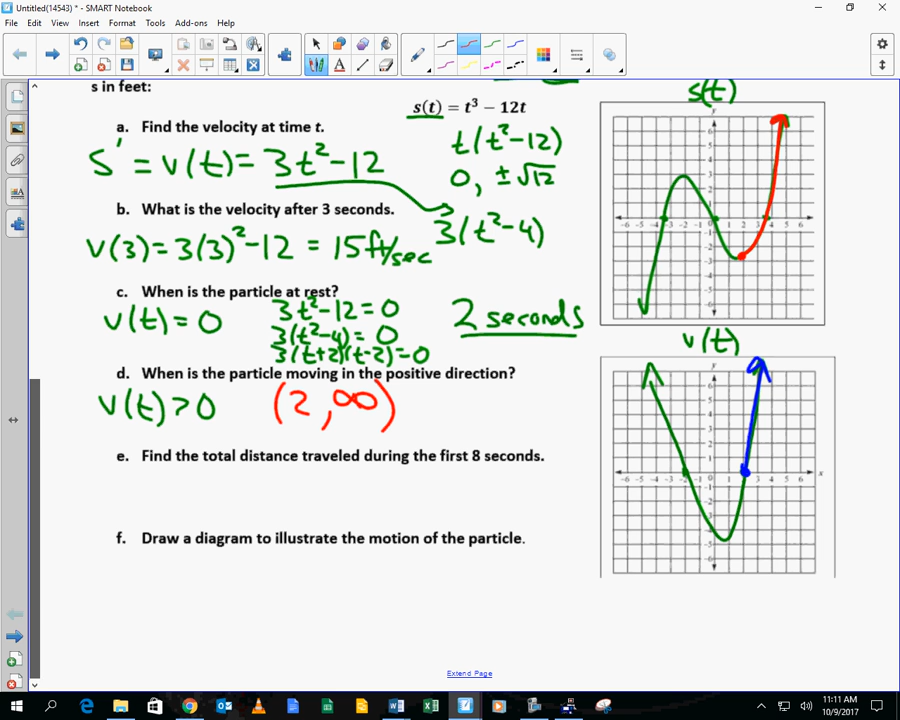 Untitled(14543) * - SMART Notebook
File Edit View Insert Format Tools Add-ons Help
s in feet:
s(t) = t³ − 12t
s(t)
a. Find the velocity at time t.
t(t²-12)
S' = v(t) = 3t²-12
0, ±√12
b. What is the velocity after 3 seconds.
3(t²-4)
v(3) = 3(3)²-12 = 15 ft/sec
c. When is the particle at rest?
v(t) = 0
3t²-12=0
3(t²-4)=0
3(t+2)(t-2)=0
2 seconds
v(t)
d. When is the particle moving in the positive direction?
v(t) > 0 (2, ∞)
e. Find the total distance traveled during the first 8 seconds.
f. Draw a diagram to illustrate the motion of the particle.
Extend Page
11:11 AM
10/9/2017